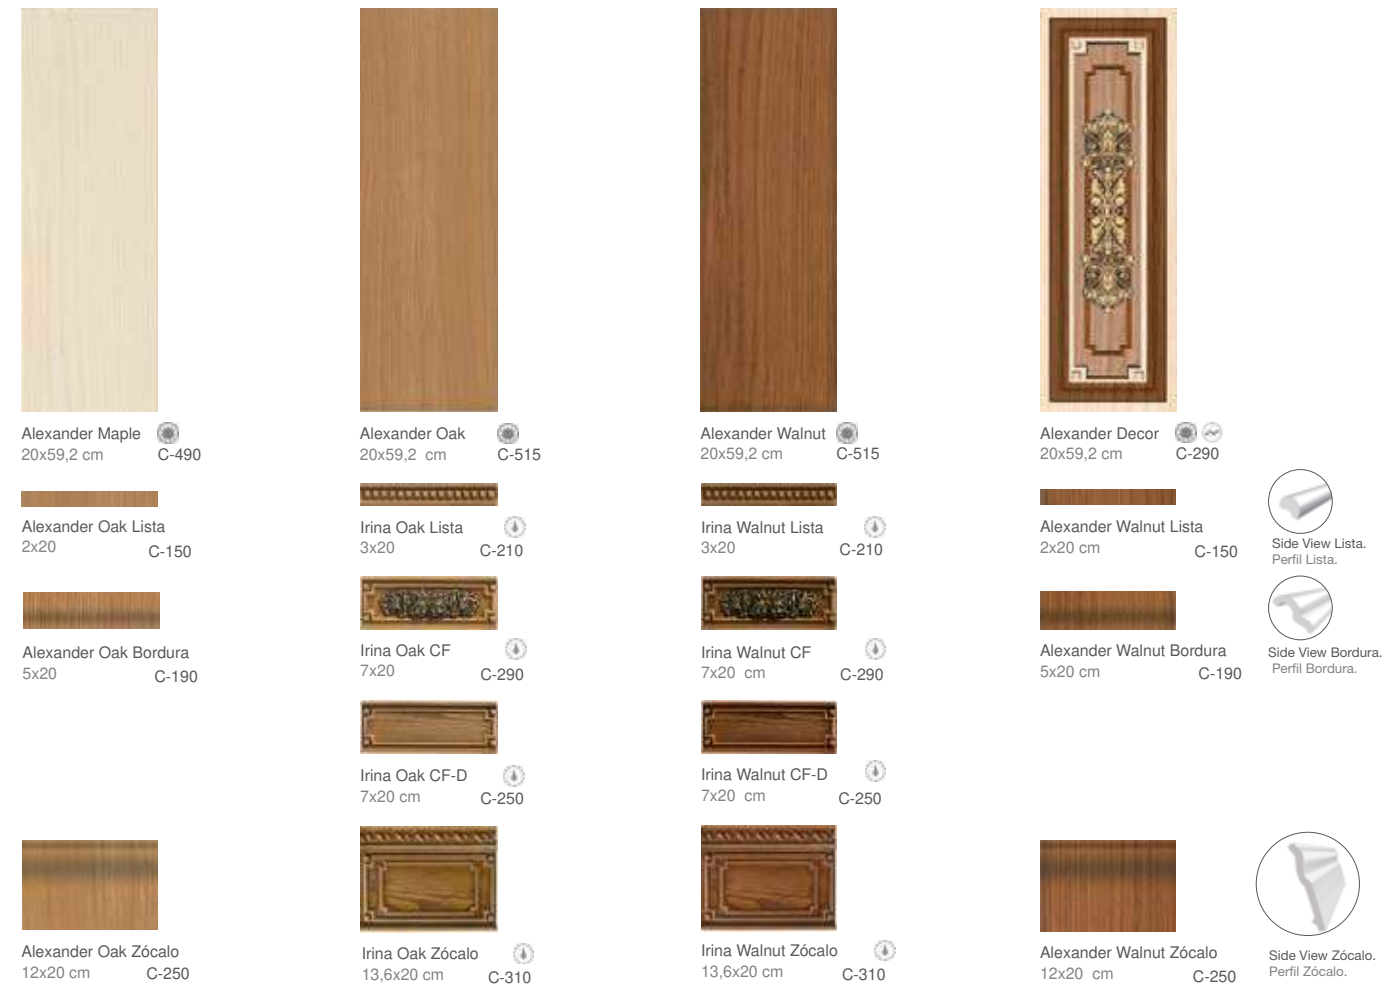 Alexander Maple
20x59,2 cm C-490
Alexander Oak
20x59,2 cm C-515
Alexander Walnut
20x59,2 cm C-515
Alexander Decor
20x59,2 cm C-290
Alexander Oak Lista
2x20 C-150
Irina Oak Lista
3x20 C-210
Irina Walnut Lista
3x20 C-210
Alexander Walnut Lista
2x20 cm C-150
Side View Lista.
Perfil Lista.
Alexander Oak Bordura
5x20 C-190
Irina Oak CF
7x20 C-290
Irina Walnut CF
7x20 cm C-290
Alexander Walnut Bordura
5x20 cm C-190
Side View Bordura.
Perfil Bordura.
Irina Oak CF-D
7x20 cm C-250
Irina Walnut CF-D
7x20 cm C-250
Alexander Oak Zócalo
12x20 cm C-250
Irina Oak Zócalo
13,6x20 cm C-310
Irina Walnut Zócalo
13,6x20 cm C-310
Alexander Walnut Zócalo
12x20 cm C-250
Side View Zócalo.
Perfil Zócalo.